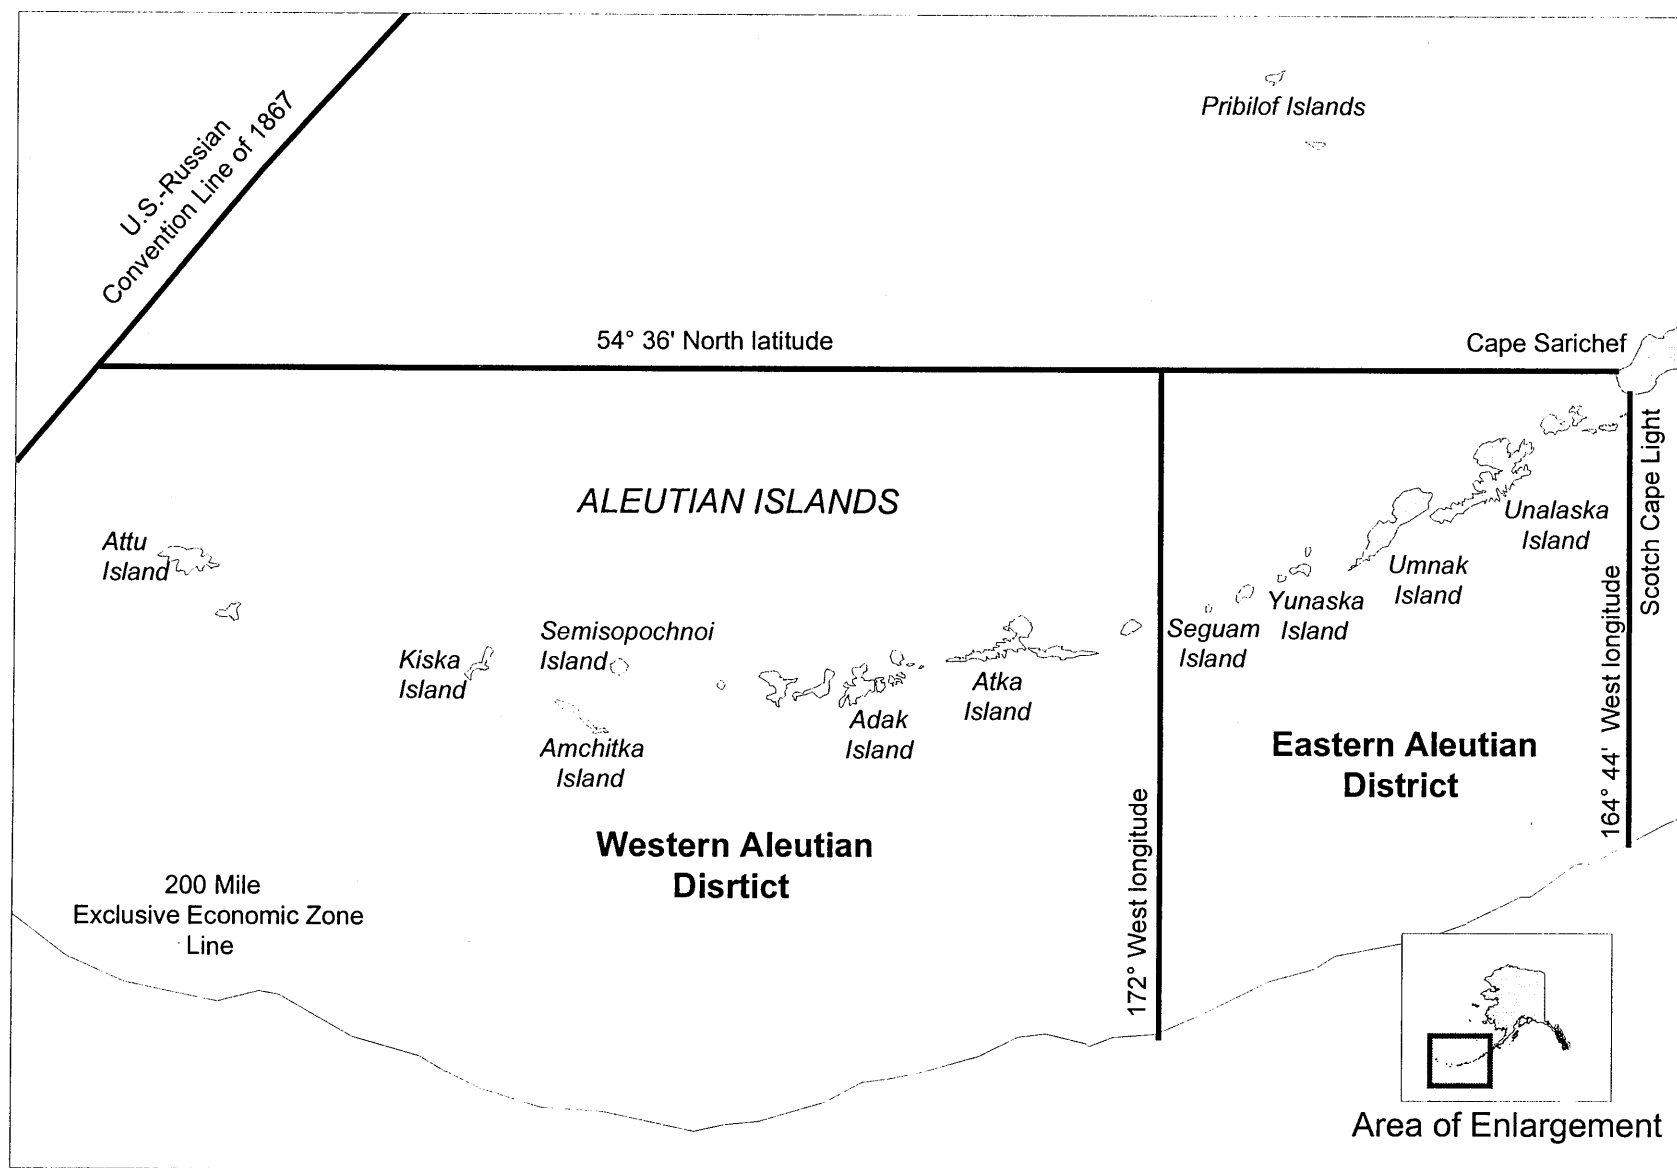 Pribilof Islands
U.S.-Russian
Convention Line of 1867
54° 36' North latitude
Cape Sarichef
Scotch Cape Light
ALEUTIAN ISLANDS
Attu
Island
Unalaska
Island
Umnak
Island
Yunaska
Island
Seguam
Island
Semisopochnoi
Island
Kiska
Island
Atka
Island
Adak
Island
Amchitka
Island
Eastern Aleutian
District
164° 44' West longitude
172° West longitude
Western Aleutian
Disrtict
200 Mile
Exclusive Economic Zone
Line
Area of Enlargement